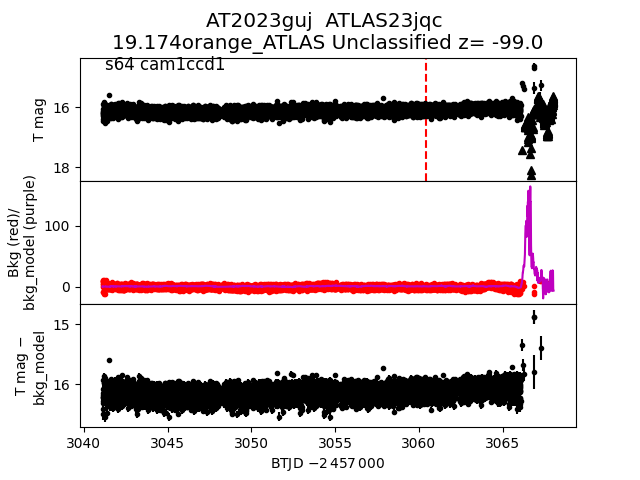 AT2023guj  ATLAS23jqc
19.174orange_ATLAS Unclassified z= -99.0
s64 cam1ccd1
T mag
16
18
Bkg (red)/
bkg_model (purple)
100
0
T mag −
bkg_model
15
16
3040
3045
3050
3055
3060
3065
BTJD −2 457 000